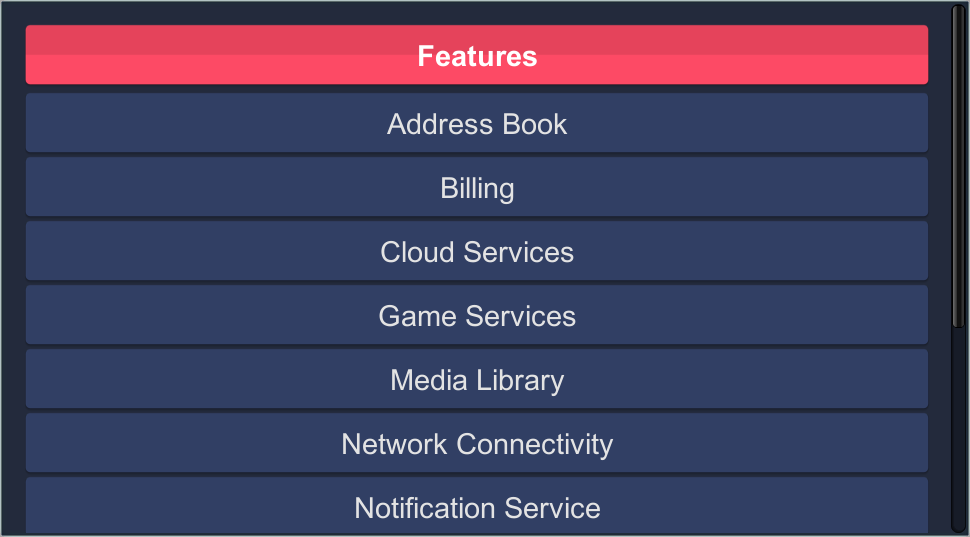 Features
Address Book
Billing
Cloud Services
Game Services
Media Library
Network Connectivity
Notification Service